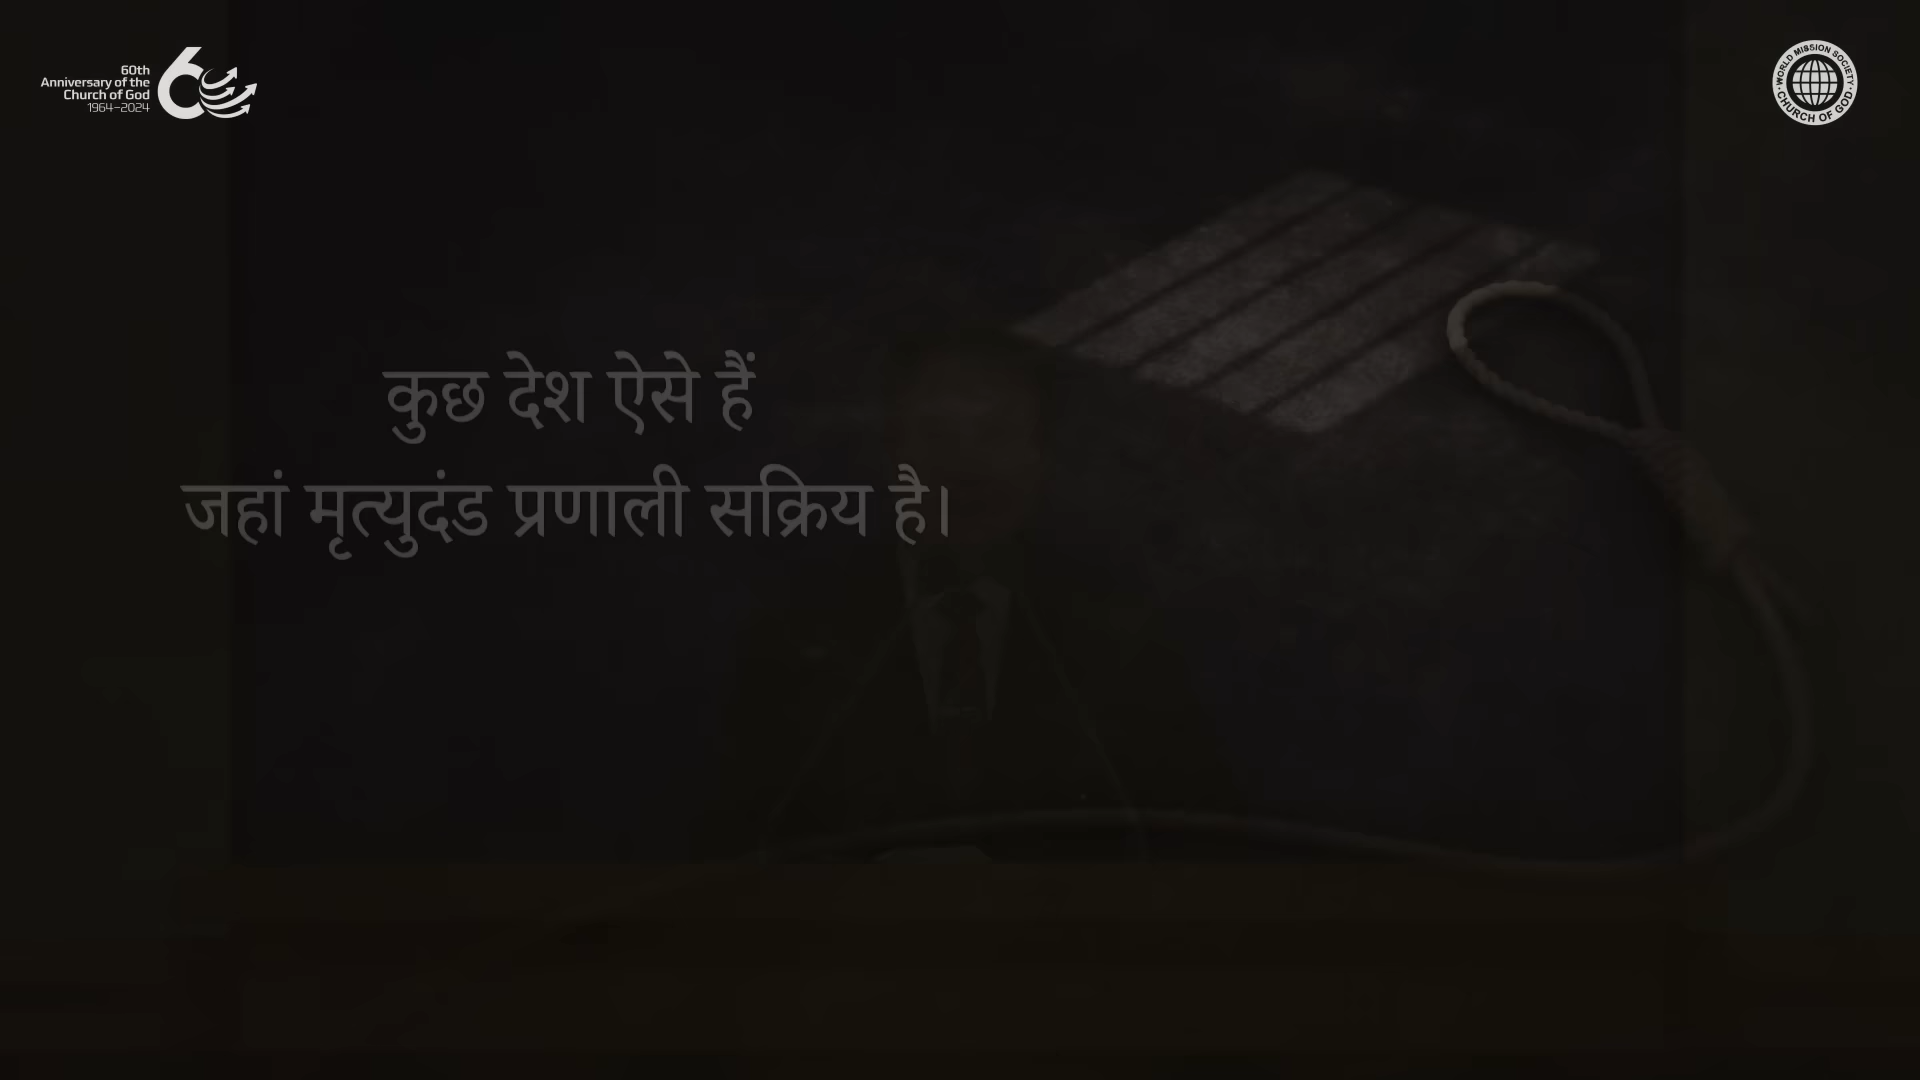 60th
Anniversary of the
Church of God
1964–2024
WORLD MISSION SOCIETY
CHURCH OF GOD
कुछ देश ऐसे हैं
जहां मृत्युदंड प्रणाली सक्रिय है।